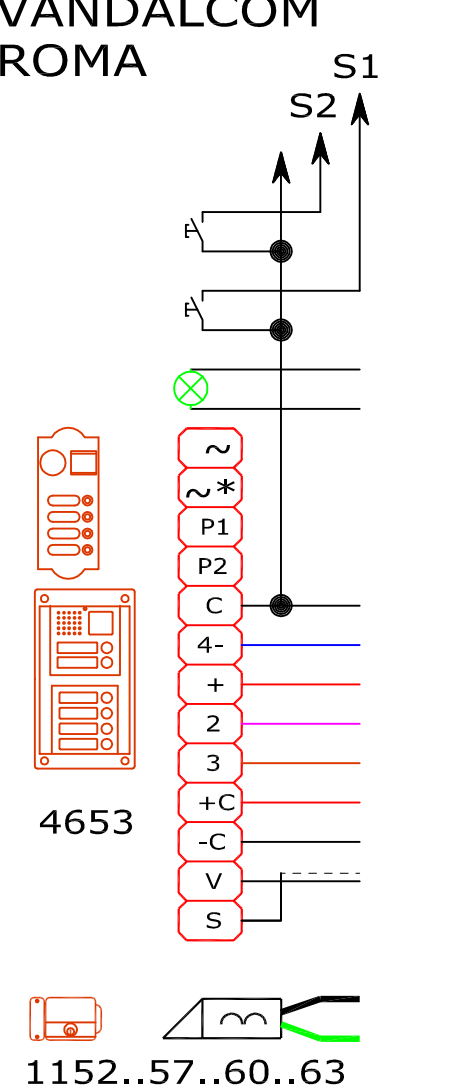 VANDALCOM
ROMA
S1
S2
~
~*
P1
P2
C
4-
+
2
3
+C
-C
V
S
4653
1152..57..60..63